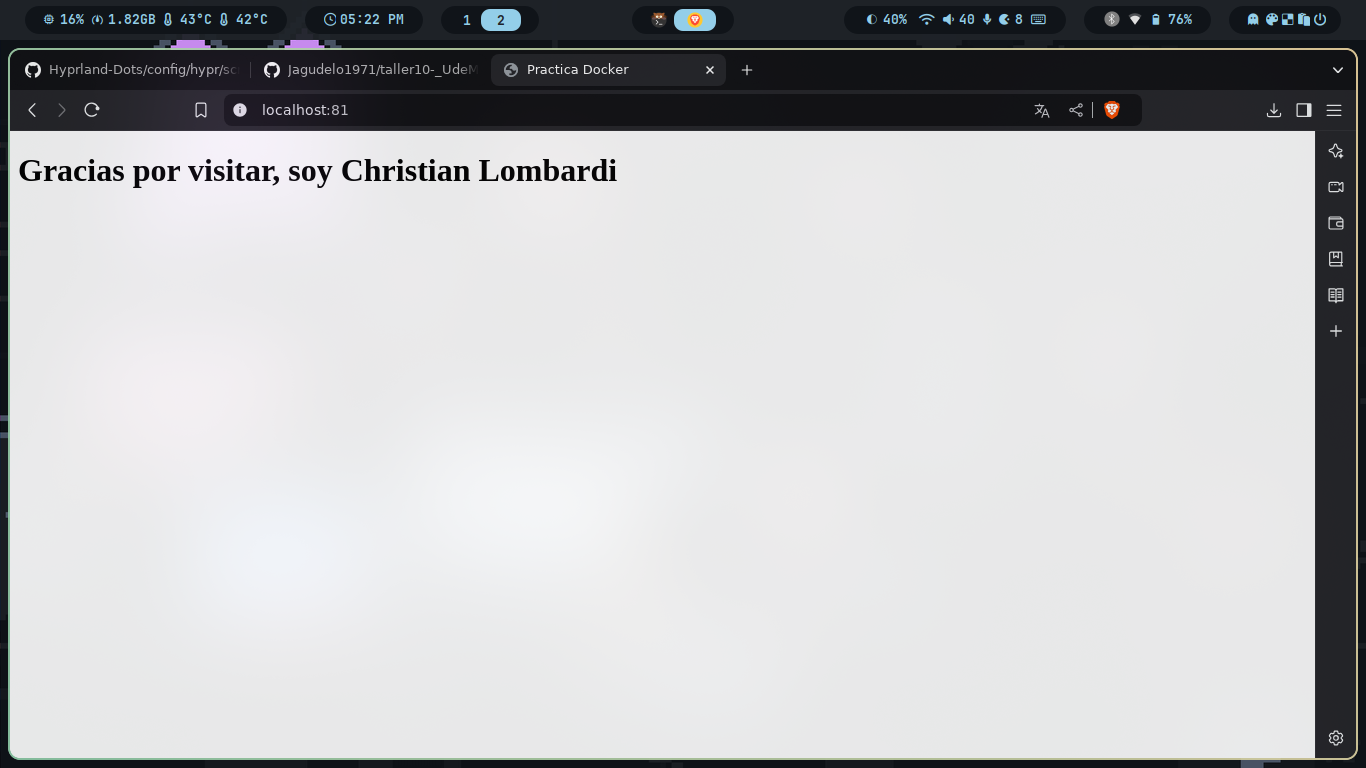 16% 1.82GB 43°C 42°C 05:22 PM 1 2 40% 40 8 76%
Hyprland-Dots/config/hypr/sc Jagudelo1971/taller10-_UdeM Practica Docker
localhost:81
Gracias por visitar, soy Christian Lombardi